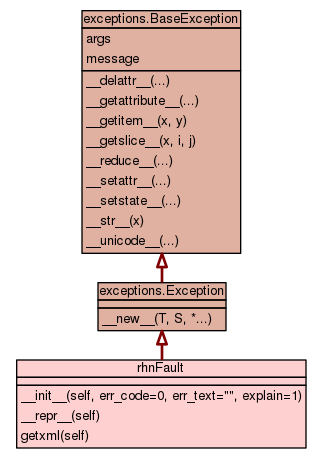 exceptions.BaseException
args
message
__delattr__(...)
__getattribute__(...)
__getitem__(x, y)
__getslice__(x, i, j)
__reduce__(...)
__setattr__(...)
__setstate__(...)
__str__(x)
__unicode__(...)
exceptions.Exception
__new__(T, S, *...)
rhnFault
__init__(self, err_code=0, err_text="", explain=1)
__repr__(self)
getxml(self)